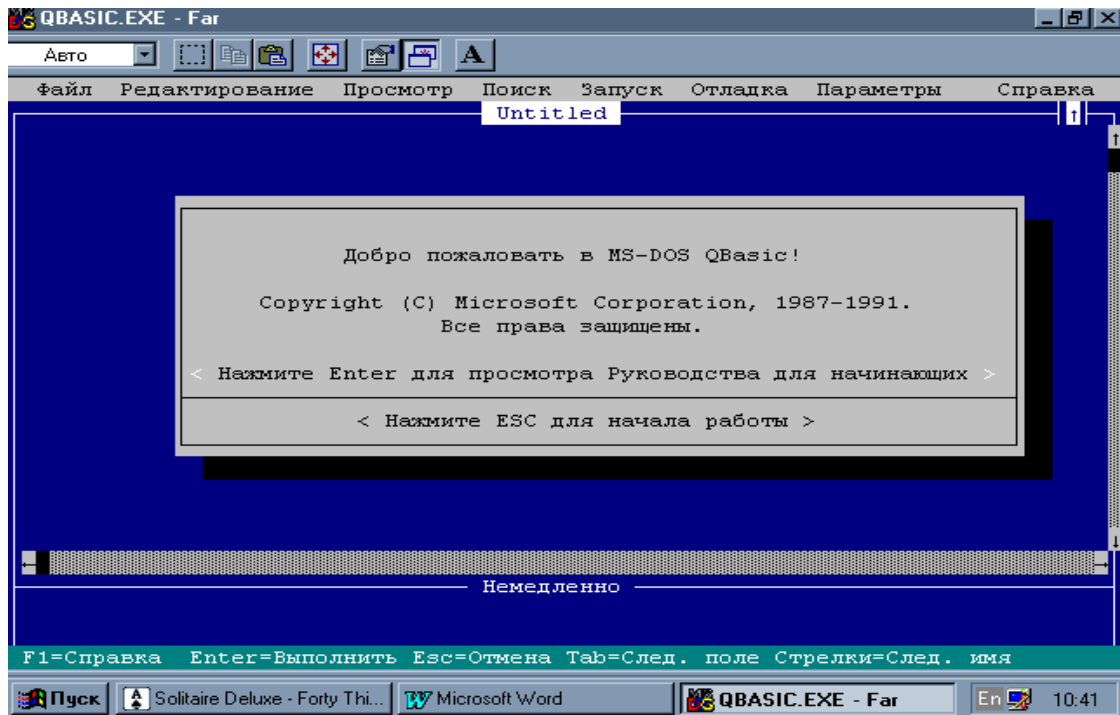 QBASIC.EXE - Far
Авто
A
Файл Редактирование Просмотр Поиск Запуск Отладка Параметры Справка
Untitled
Добро пожаловать в MS-DOS QBasic!
Copyright (C) Microsoft Corporation, 1987-1991.
Все права защищены.
< Нажмите Enter для просмотра Руководства для начинающих >
< Нажмите ESC для начала работы >
Немедленно
F1=Справка Enter=Выполнить Esc=Отмена Tab=След. поле Стрелки=След. имя
Пуск Solitaire Deluxe - Forty Thi... Microsoft Word QBASIC.EXE - Far En 10:41